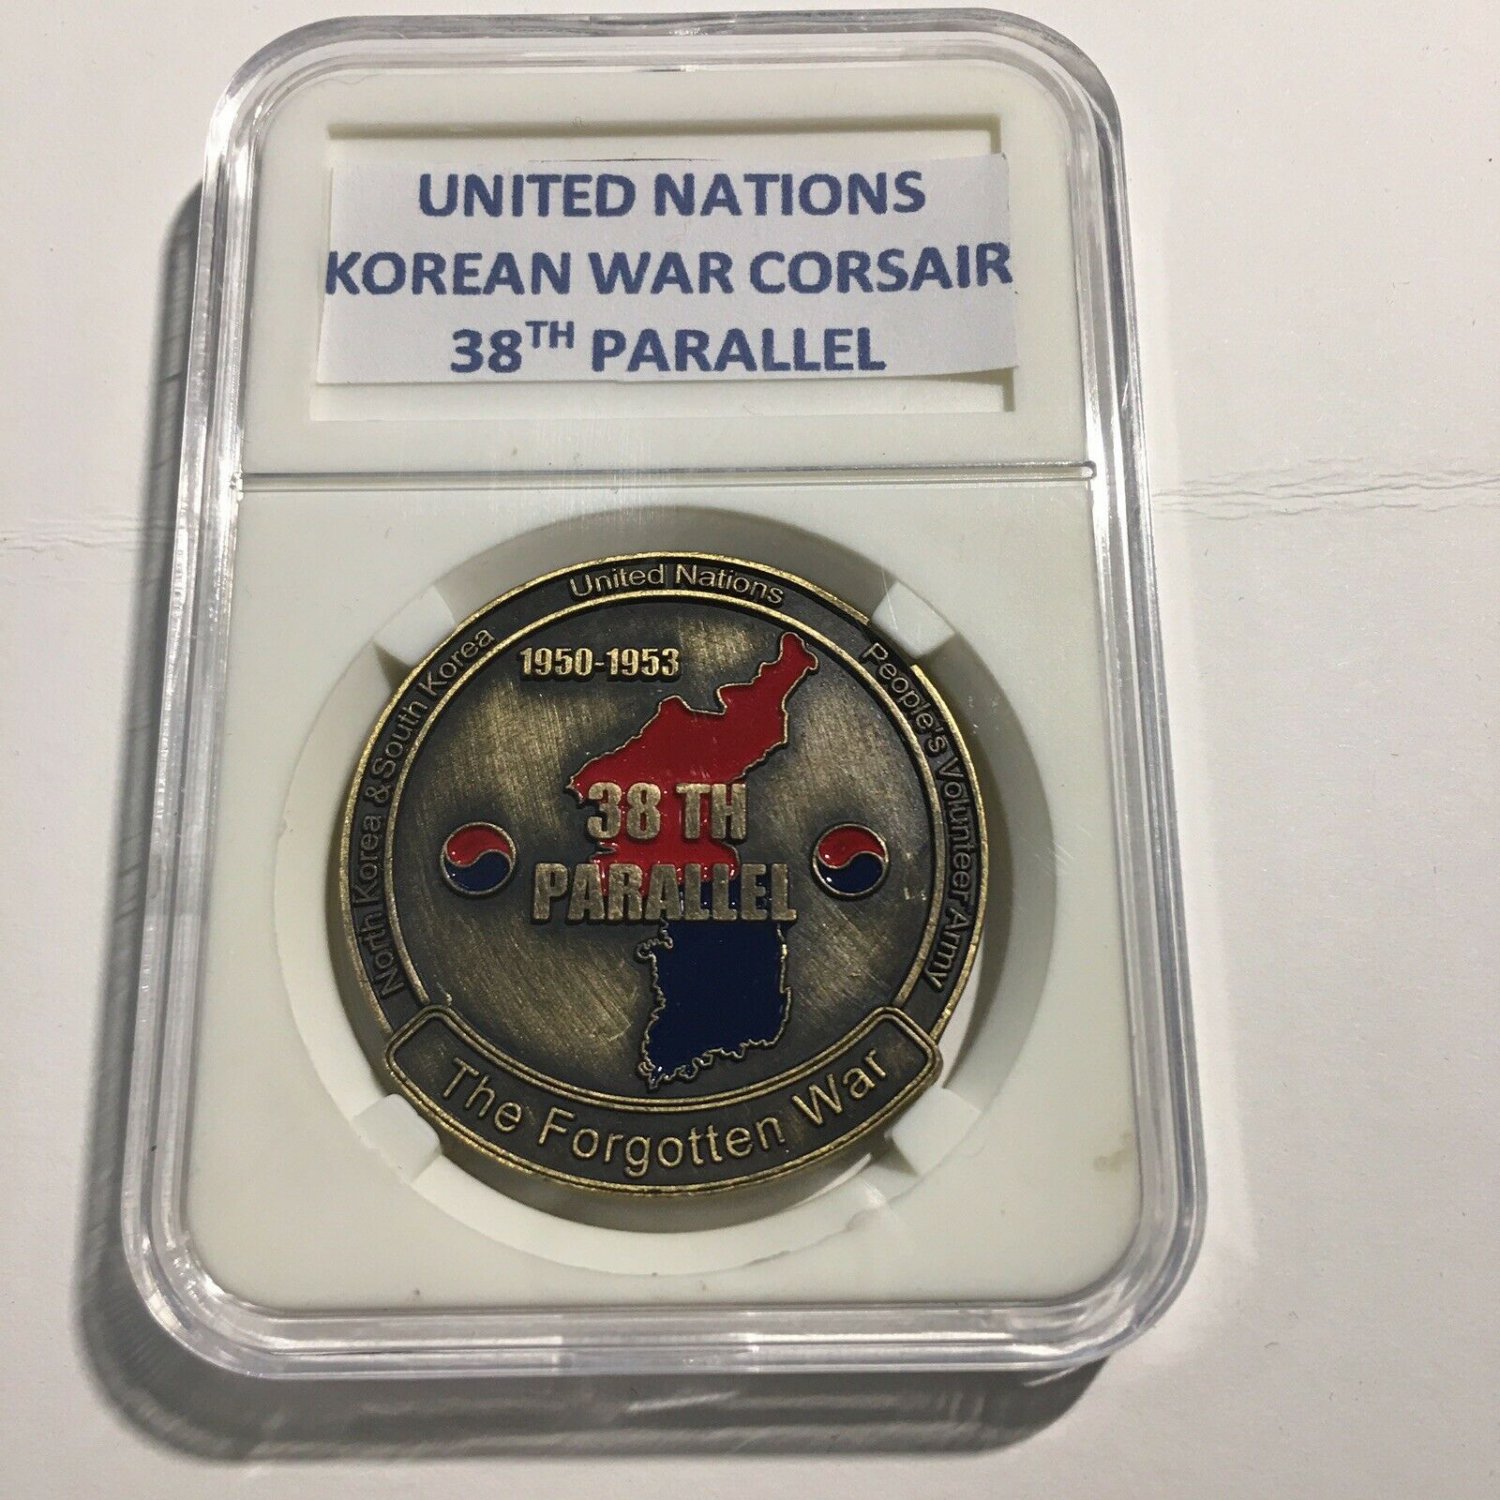 UNITED NATIONS
KOREAN WAR CORSAIR
38TH PARALLEL
United Nations
North Korea & South Korea
People's Volunteer Army
1950-1953
38 TH
PARALLEL
The Forgotten War